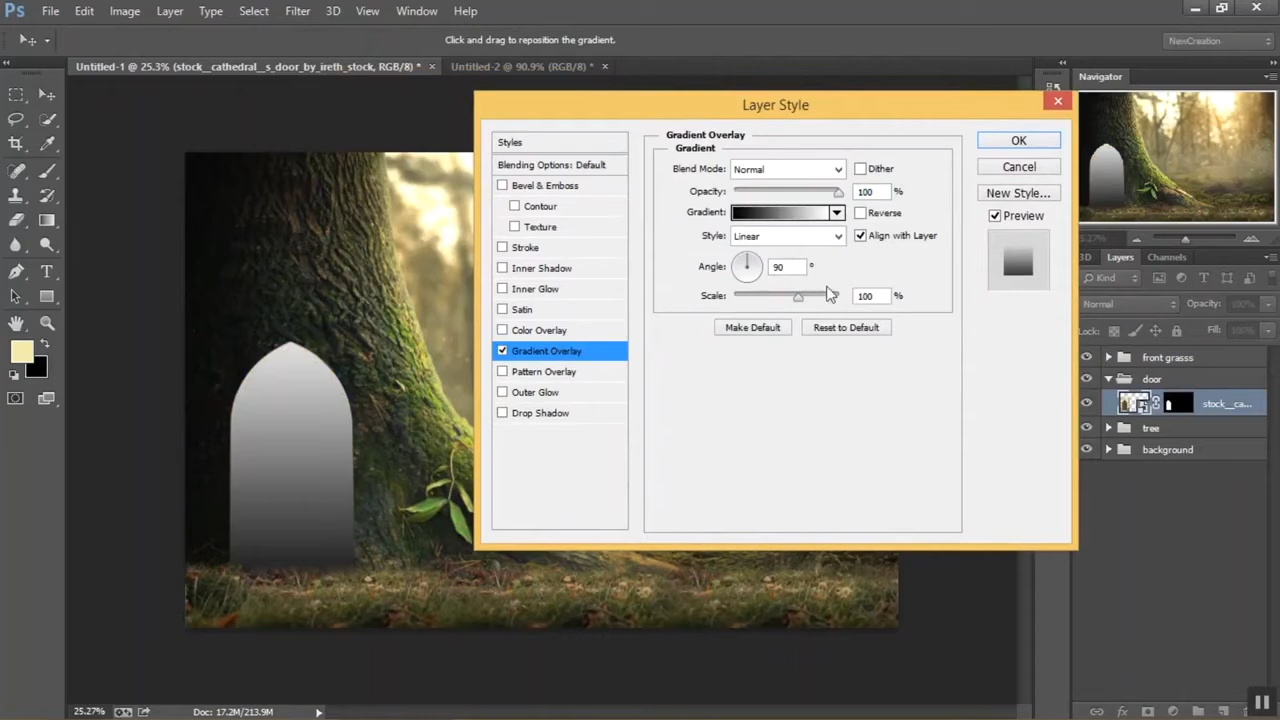 Ps File Edit Image Layer Type Select Filter 3D View Window Help
Click and drag to reposition the gradient.
NewCreation
Untitled-1 @ 25.3% (stock__cathedral__s_door_by_ireth_stock, RGB/8) * ×
Untitled-2 @ 90.9% (RGB/8) * ×
Navigator
Layer Style
Styles
Blending Options: Default
Bevel & Emboss
Contour
Texture
Stroke
Inner Shadow
Inner Glow
Satin
Color Overlay
Gradient Overlay
Pattern Overlay
Outer Glow
Drop Shadow
Gradient Overlay
Gradient
Blend Mode: Normal Dither
Opacity: 100 %
Gradient: Reverse
Style: Linear Align with Layer
Angle: 90 °
Scale: 100 %
Make Default Reset to Default
OK
Cancel
New Style...
Preview
3D Layers Channels
Kind
Normal Opacity: 100%
Lock: Fill: 100%
front grasss
door
stock__ca...
tree
background
25.27% Doc: 17.2M/213.9M
fx